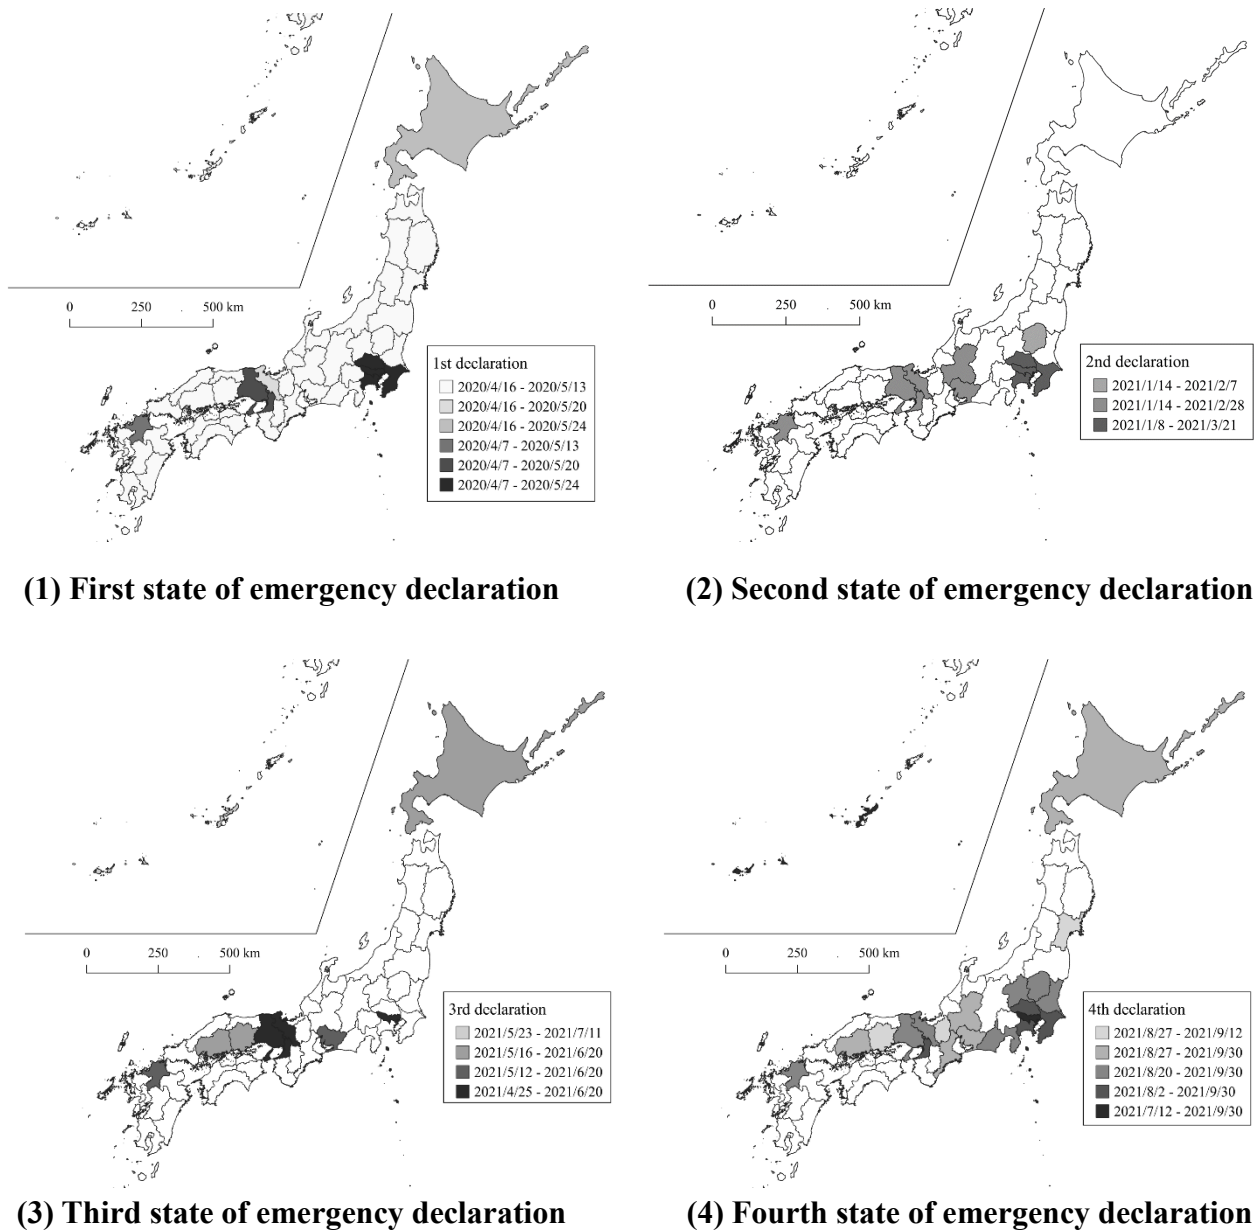 0 250 500 km
1st declaration
2020/4/16 - 2020/5/13
2020/4/16 - 2020/5/20
2020/4/16 - 2020/5/24
2020/4/7 - 2020/5/13
2020/4/7 - 2020/5/20
2020/4/7 - 2020/5/24
(1) First state of emergency declaration
0 250 500 km
2nd declaration
2021/1/14 - 2021/2/7
2021/1/14 - 2021/2/28
2021/1/8 - 2021/3/21
(2) Second state of emergency declaration
0 250 500 km
3rd declaration
2021/5/23 - 2021/7/11
2021/5/16 - 2021/6/20
2021/5/12 - 2021/6/20
2021/4/25 - 2021/6/20
(3) Third state of emergency declaration
0 250 500 km
4th declaration
2021/8/27 - 2021/9/12
2021/8/27 - 2021/9/30
2021/8/20 - 2021/9/30
2021/8/2 - 2021/9/30
2021/7/12 - 2021/9/30
(4) Fourth state of emergency declaration